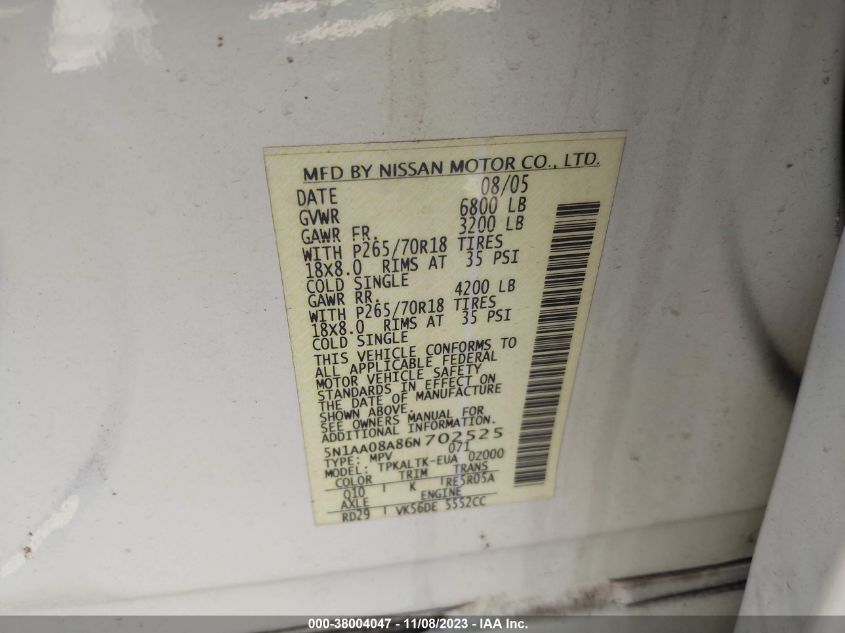 MFD BY NISSAN MOTOR CO., LTD.
DATE 08/05
GVWR 6800 LB
GAWR FR. 3200 LB
WITH P265/70R18 TIRES
18X8.0 RIMS AT 35 PSI
COLD SINGLE
GAWR RR. 4200 LB
WITH P265/70R18 TIRES
18X8.0 RIMS AT 35 PSI
COLD SINGLE
THIS VEHICLE CONFORMS TO
ALL APPLICABLE FEDERAL
MOTOR VEHICLE SAFETY
STANDARDS IN EFFECT ON
THE DATE OF MANUFACTURE
SHOWN ABOVE.
SEE OWNERS MANUAL FOR
ADDITIONAL INFORMATION.
5N1AA08A86N702525
TYPE: MPV 071
MODEL: TPKALTK-EUA 02000
COLOR TRIM TRANS
Q10 K RE5R05A
AXLE ENGINE
RD29 VK56DE 5552CC
000-38004047 - 11/08/2023 - IAA Inc.